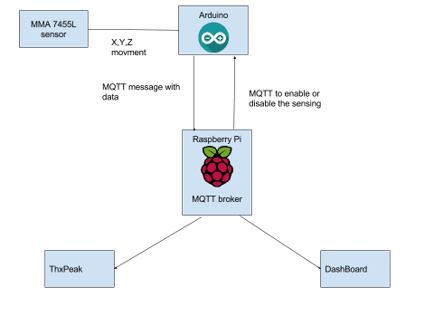 MMA 7455L
sensor
Arduino
X,Y,Z
movment
MQTT message with
data
MQTT to enable or
disable the sensing
Raspberry Pi
MQTT broker
ThxPeak
DashBoard